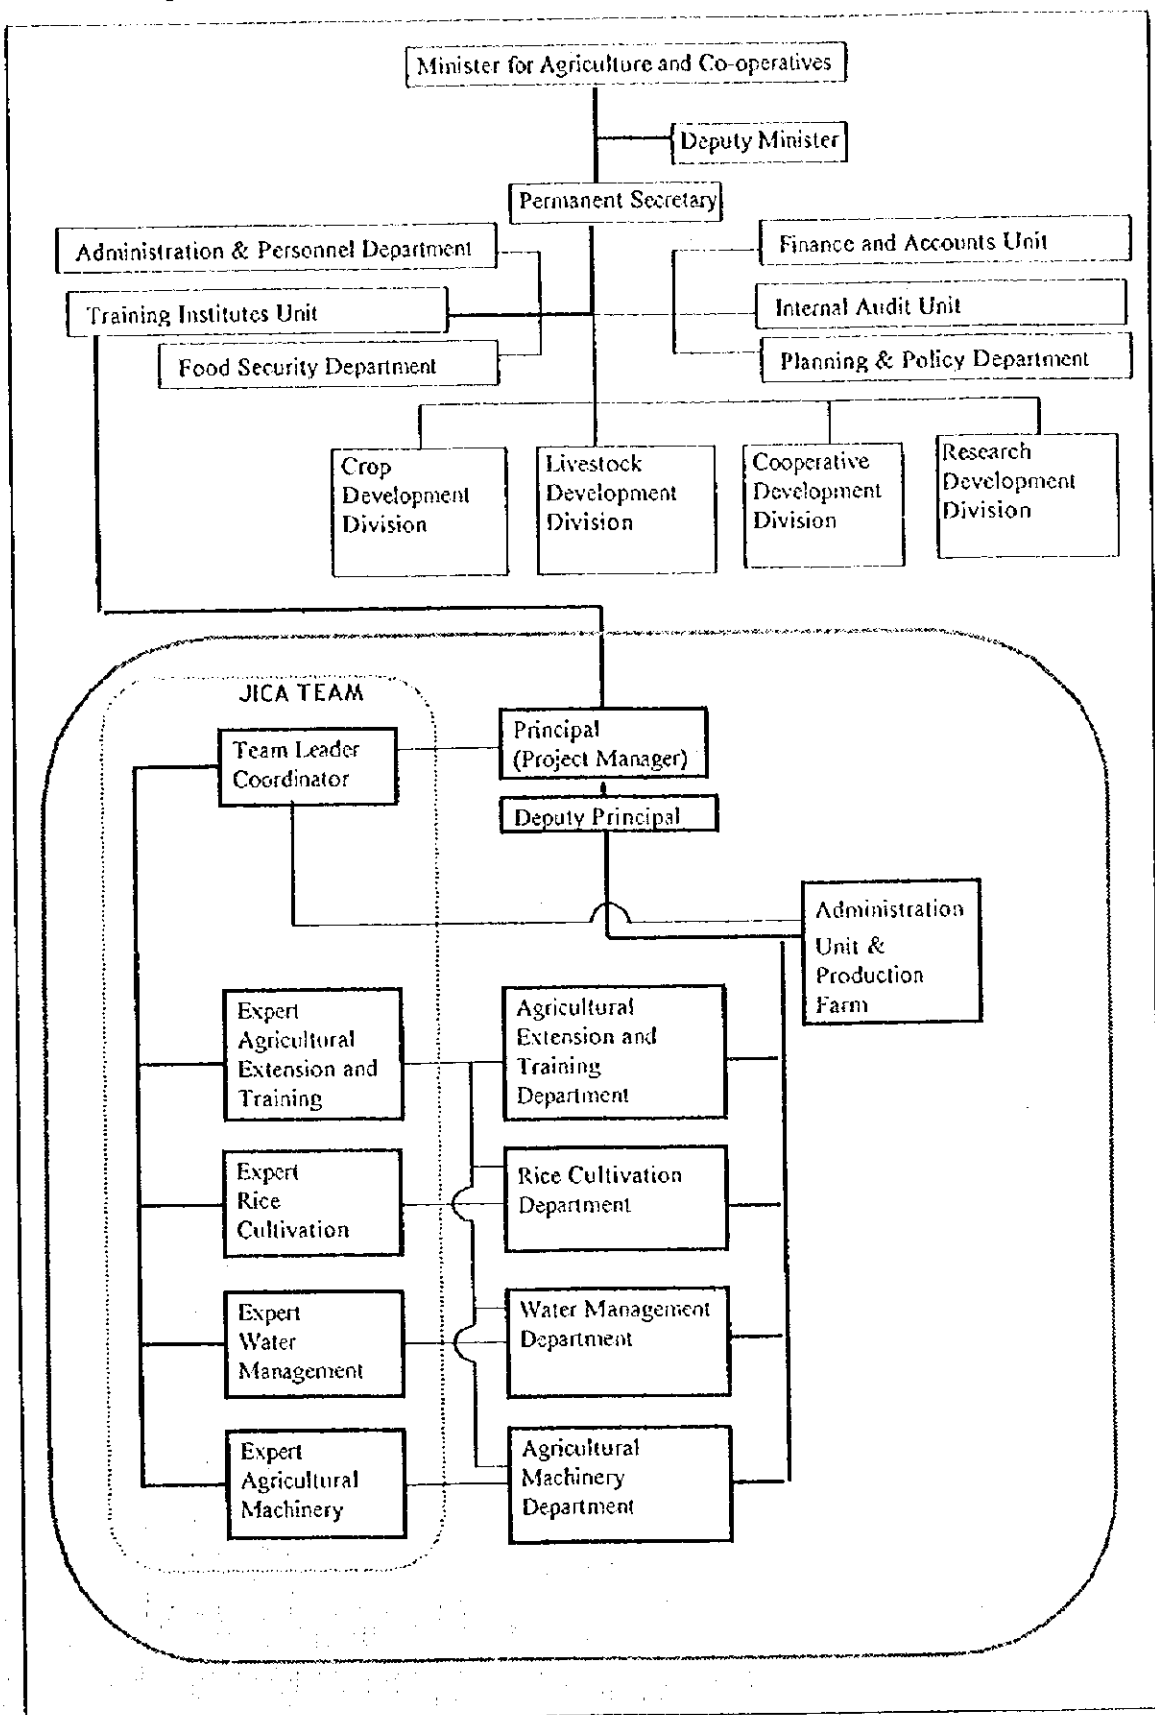 Minister for Agriculture and Co-operatives
Deputy Minister
Permanent Secretary
Administration & Personnel Department
Finance and Accounts Unit
Training Institutes Unit
Internal Audit Unit
Food Security Department
Planning & Policy Department
Crop
Development
Division
Livestock
Development
Division
Cooperative
Development
Division
Research
Development
Division
JICA TEAM
Team Leader
Coordinator
Principal
(Project Manager)
Deputy Principal
Administration
Unit &
Production
Farm
Expert
Agricultural
Extension and
Training
Agricultural
Extension and
Training
Department
Expert
Rice
Cultivation
Rice Cultivation
Department
Expert
Water
Management
Water Management
Department
Expert
Agricultural
Machinery
Agricultural
Machinery
Department